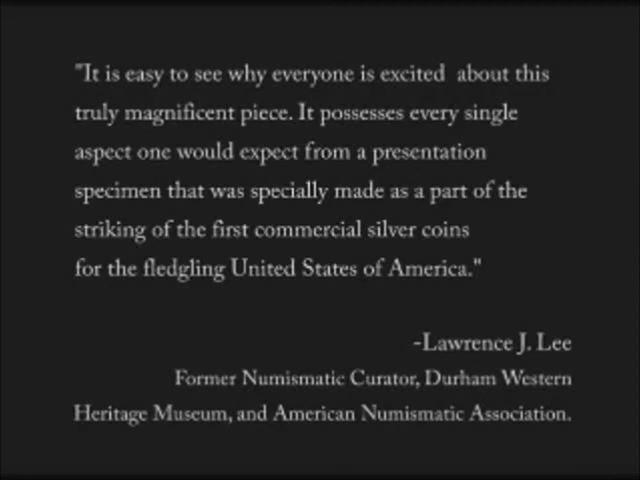 "It is easy to see why everyone is excited  about this
truly magnificent piece. It possesses every single
aspect one would expect from a presentation
specimen that was specially made as a part of the
striking of the first commercial silver coins
for the fledgling United States of America."
-Lawrence J. Lee
Former Numismatic Curator, Durham Western
Heritage Museum, and American Numismatic Association.